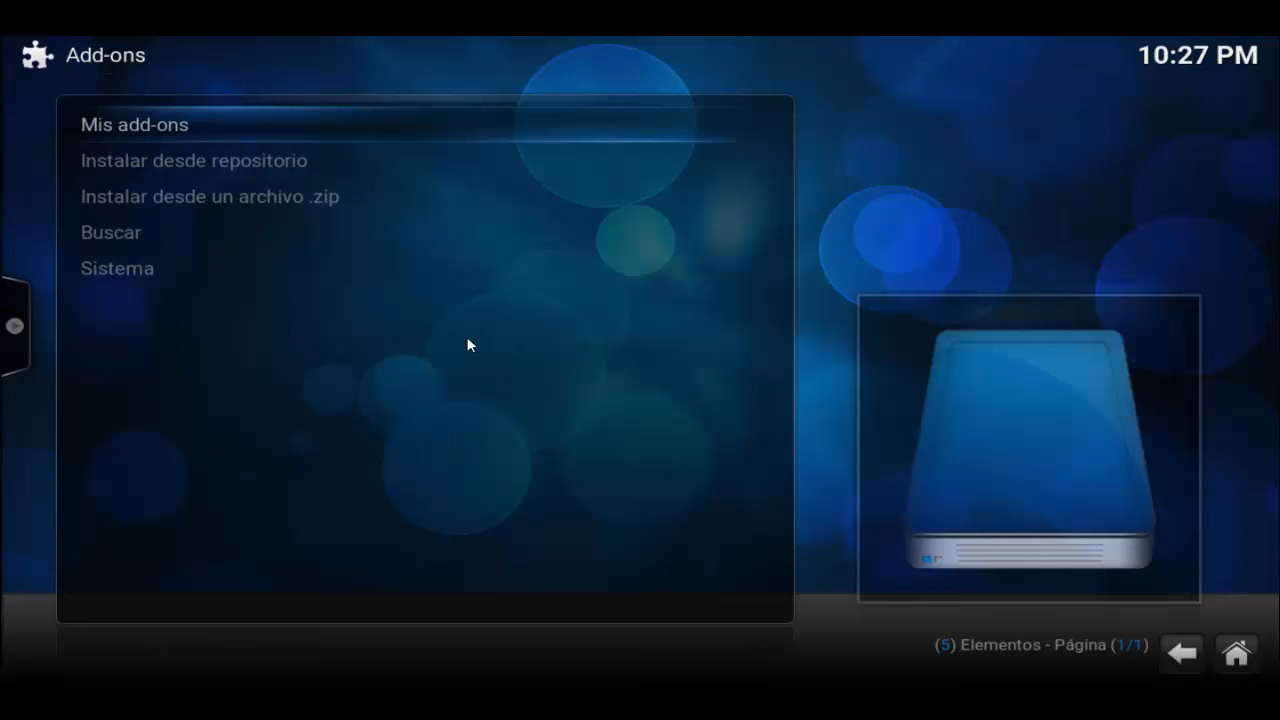 Add-ons
10:27 PM
Mis add-ons
Instalar desde repositorio
Instalar desde un archivo .zip
Buscar
Sistema
(5) Elementos - Página (1/1)